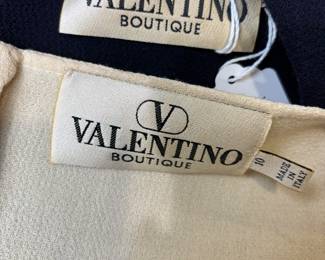 VALENTINO
BOUTIQUE
V
VALENTINO
BOUTIQUE
10
MADE
IN
ITALY